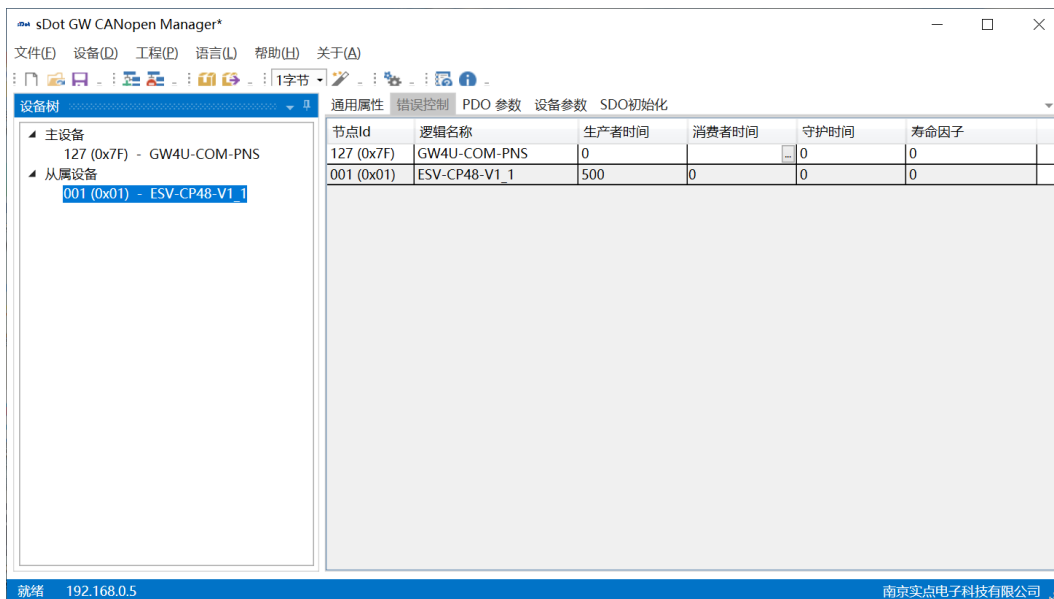 sDot GW CANopen Manager*
文件(F) 设备(D) 工程(P) 语言(L) 帮助(H) 关于(A)
1字节
设备树
通用属性 错误控制 PDO 参数 设备参数 SDO初始化
主设备
127 (0x7F) - GW4U-COM-PNS
从属设备
001 (0x01) - ESV-CP48-V1_1
节点Id 逻辑名称 生产者时间 消费者时间 守护时间 寿命因子
127 (0x7F) GW4U-COM-PNS 0 ... 0 0
001 (0x01) ESV-CP48-V1_1 500 0 0 0
就绪 192.168.0.5 南京实点电子科技有限公司